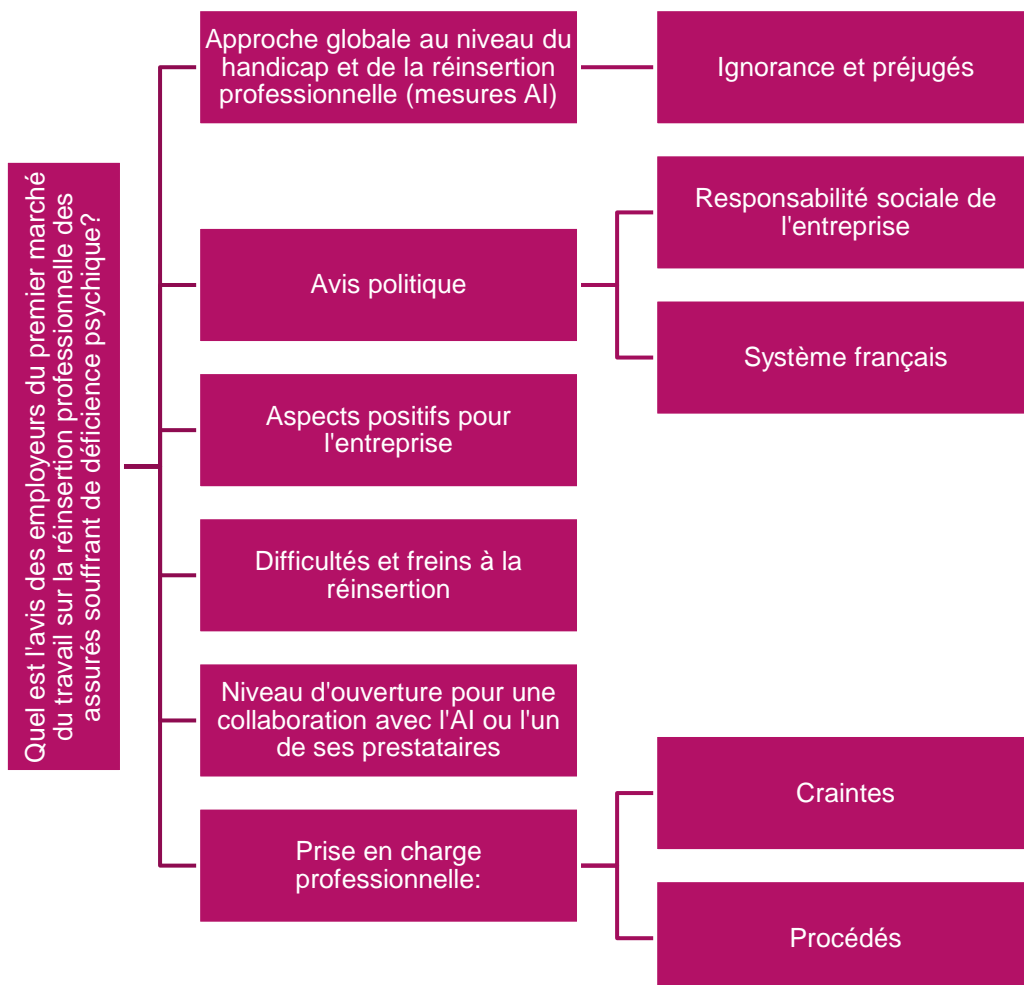 Quel est l'avis des employeurs du premier marché
du travail sur la réinsertion professionnelle des
assurés souffrant de déficience psychique?
Approche globale au niveau du
handicap et de la réinsertion
professionnelle (mesures AI)
Ignorance et préjugés
Avis politique
Responsabilité sociale de
l'entreprise
Système français
Aspects positifs pour
l'entreprise
Difficultés et freins à la
réinsertion
Niveau d'ouverture pour une
collaboration avec l'AI ou l'un
de ses prestataires
Prise en charge
professionnelle:
Craintes
Procédés